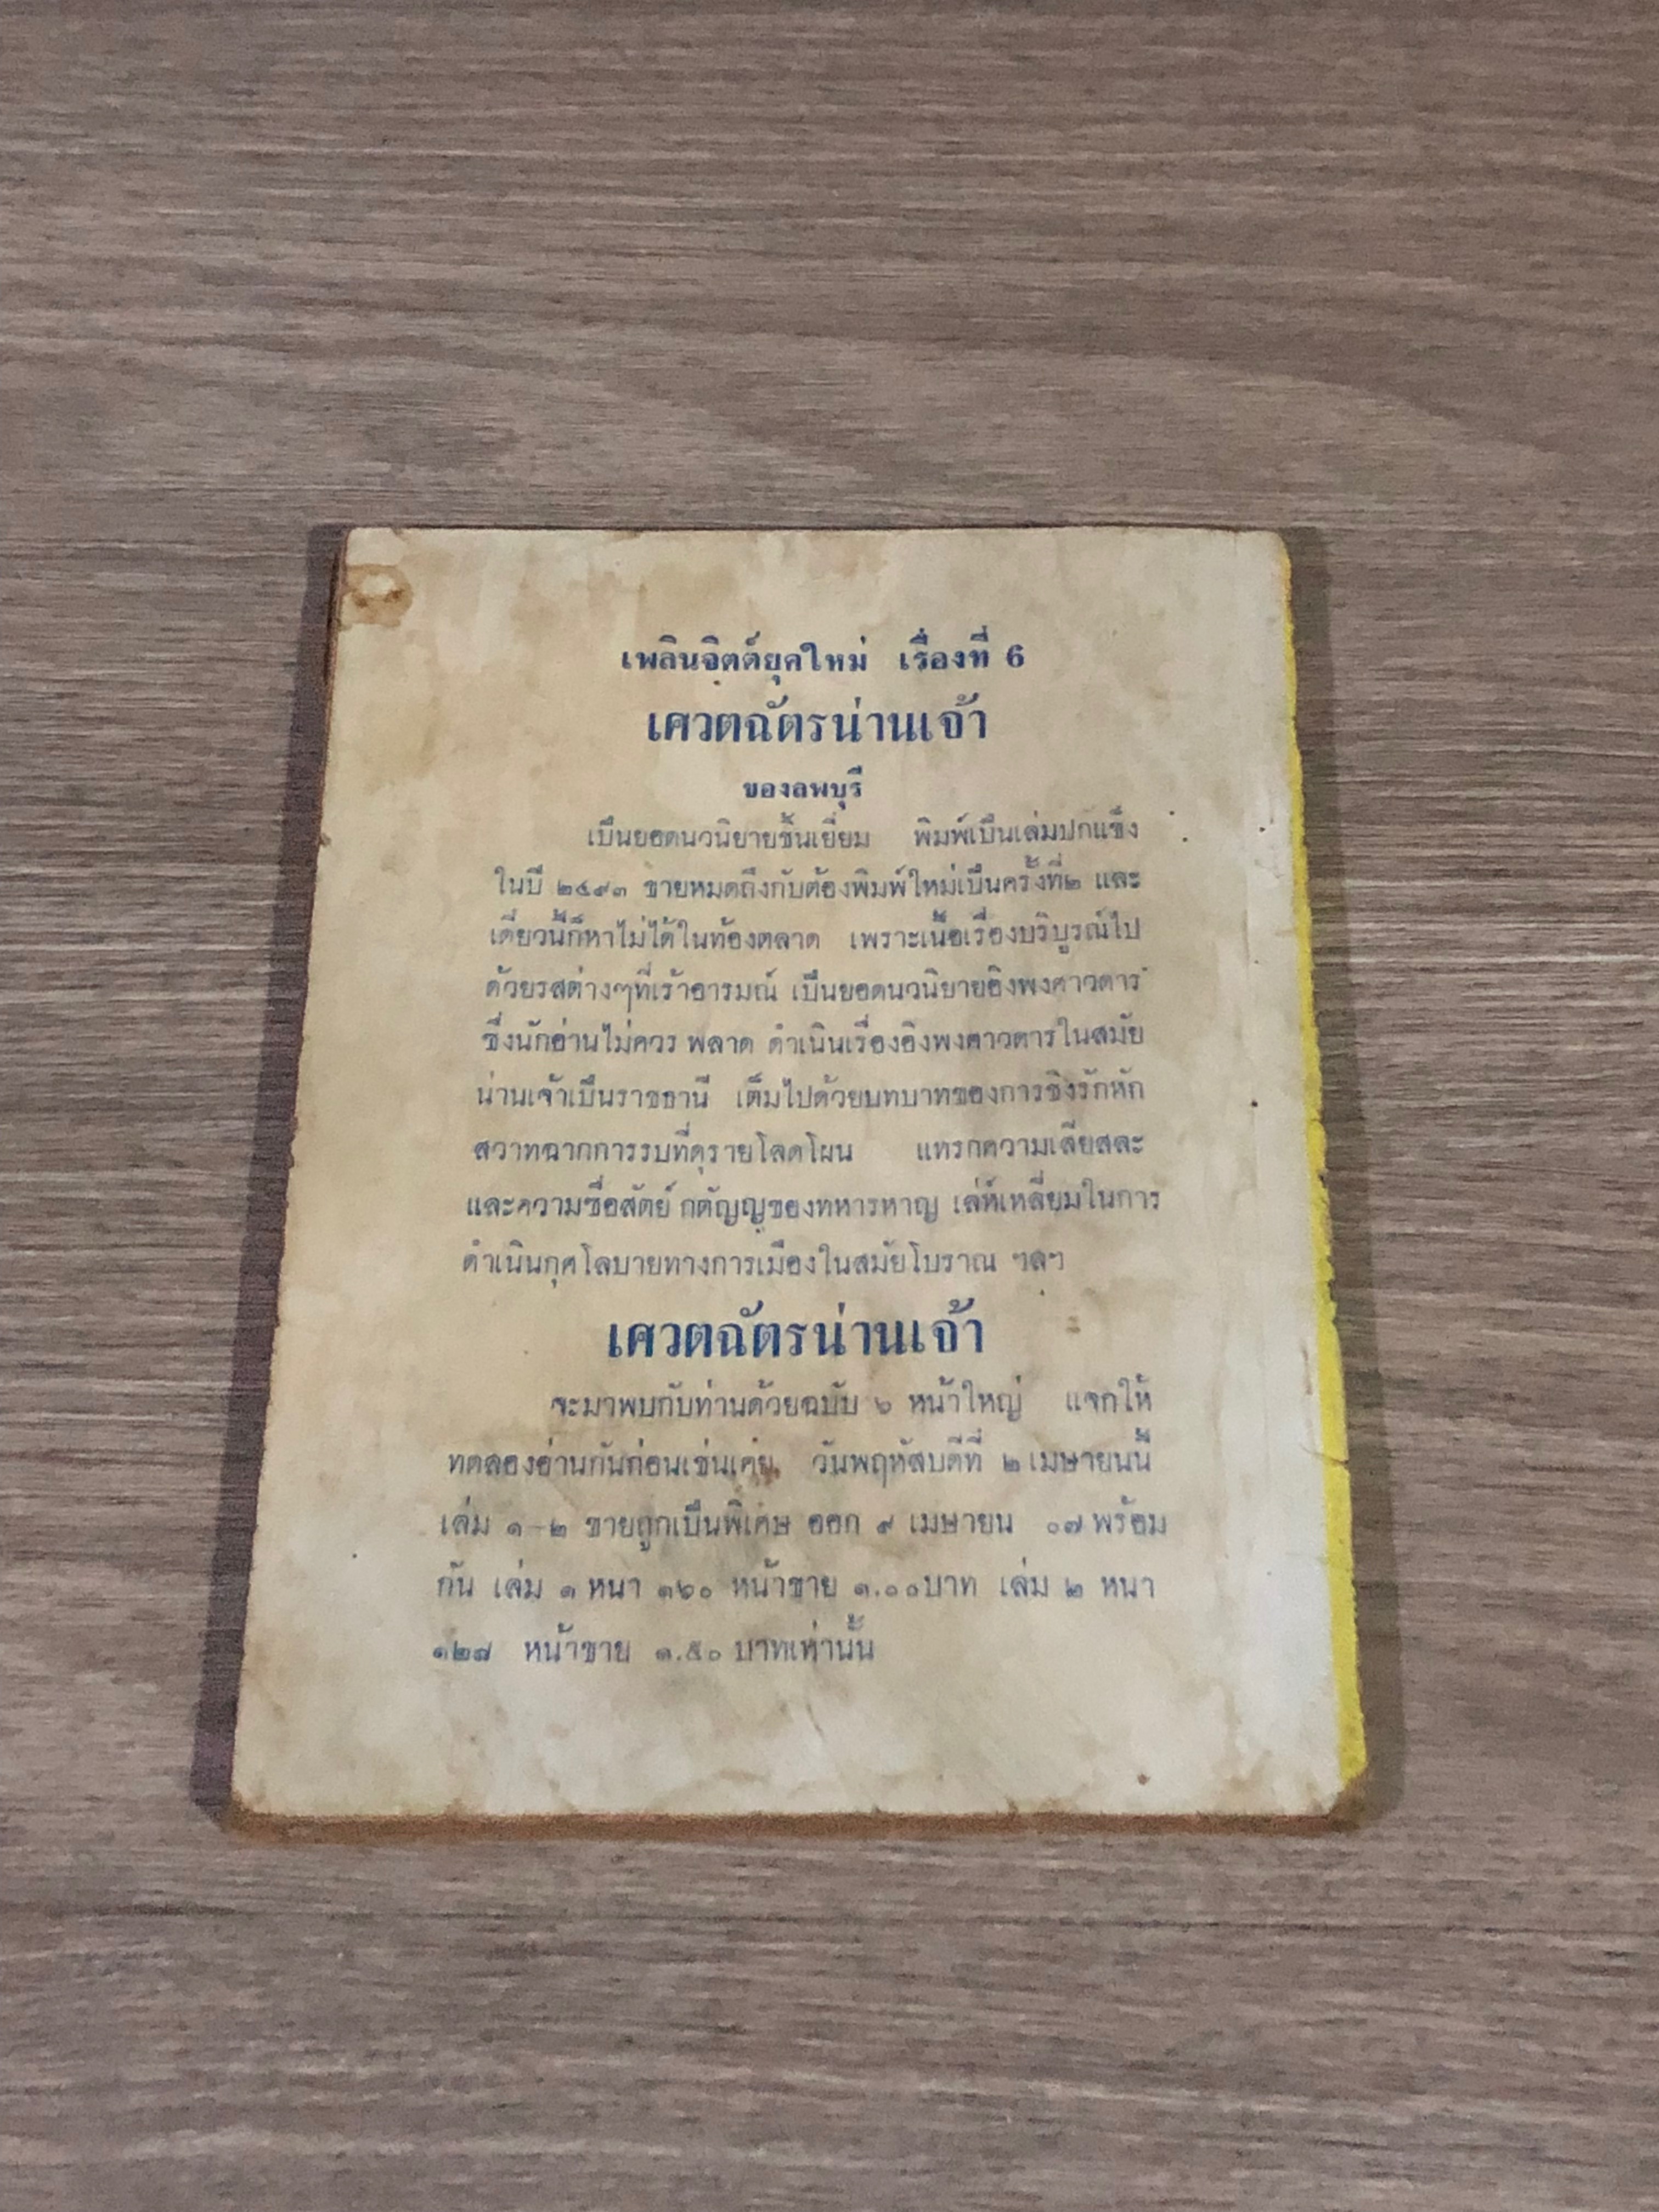 เพลินจิตต์ยุคใหม่ เรื่องที่ 6
เศวตฉัตรน่านเจ้า
ของลพบุรี
เป็นยอดนวนิยายชั้นเยี่ยม พิมพ์เป็นเล่มปกแข็ง
ในปี ๒๔๙๓ ขายหมดถึงกับต้องพิมพ์ใหม่เป็นครั้งที่๒ และ
เดี๋ยวนี้ก็หาไม่ได้ในท้องตลาด เพราะเนื้อเรื่องบริบูรณ์ไป
ด้วยรสต่างๆที่เร้าอารมณ์ เป็นยอดนวนิยายอิงพงศาวดาร
ซึ่งนักอ่านไม่ควร พลาด ดำเนินเรื่องอิงพงศาวดารในสมัย
น่านเจ้าเป็นราชธานี เต็มไปด้วยบทบาทของการชิงรักหัก
สวาทฉากการรบที่ดุรายโลดโผน แทรกความเสียสละ
และความซื่อสัตย์ กตัญญูของทหารหาญ เล่ห์เหลี่ยมในการ
ดำเนินกุศโลบายทางการเมืองในสมัยโบราณ ฯลฯ
เศวตฉัตรน่านเจ้า
จะมาพบกับท่านด้วยฉบับ ๖ หน้าใหญ่ แจกให้
ทดลองอ่านกันก่อนเช่นเคย วันพฤหัสบดีที่ ๒ เมษายนนี้
เล่ม ๑-๒ ขายถูกเป็นพิเศษ ออก ๙ เมษายน ๐๗ พร้อม
กัน เล่ม ๑ หนา ๑๖๐ หน้าขาย ๑.๐๐บาท เล่ม ๒ หนา
๑๒๘ หน้าขาย ๑.๕๐ บาทเท่านั้น